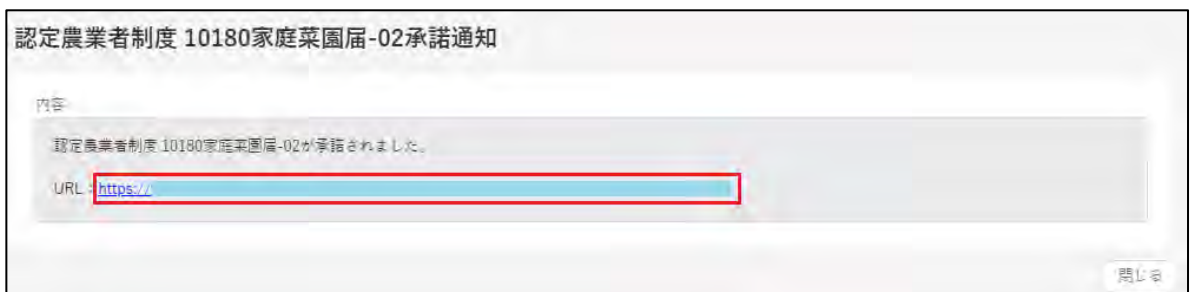 認定農業者制度 10180家庭菜園届-02承諾通知
内容
認定農業者制度 10180家庭菜園届-02が承諾されました。
URL：https://
閉じる